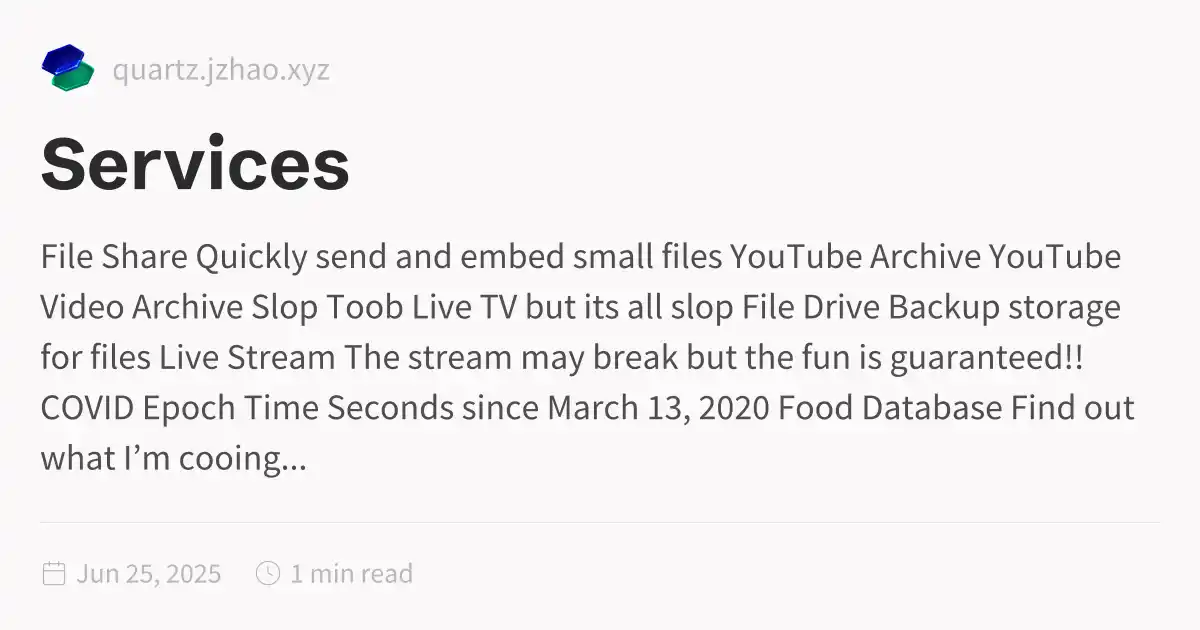 quartz.jzhao.xyz
Services
File Share Quickly send and embed small files YouTube Archive YouTube
Video Archive Slop Toob Live TV but its all slop File Drive Backup storage
for files Live Stream The stream may break but the fun is guaranteed!!
COVID Epoch Time Seconds since March 13, 2020 Food Database Find out
what I’m cooing...
Jun 25, 2025 1 min read